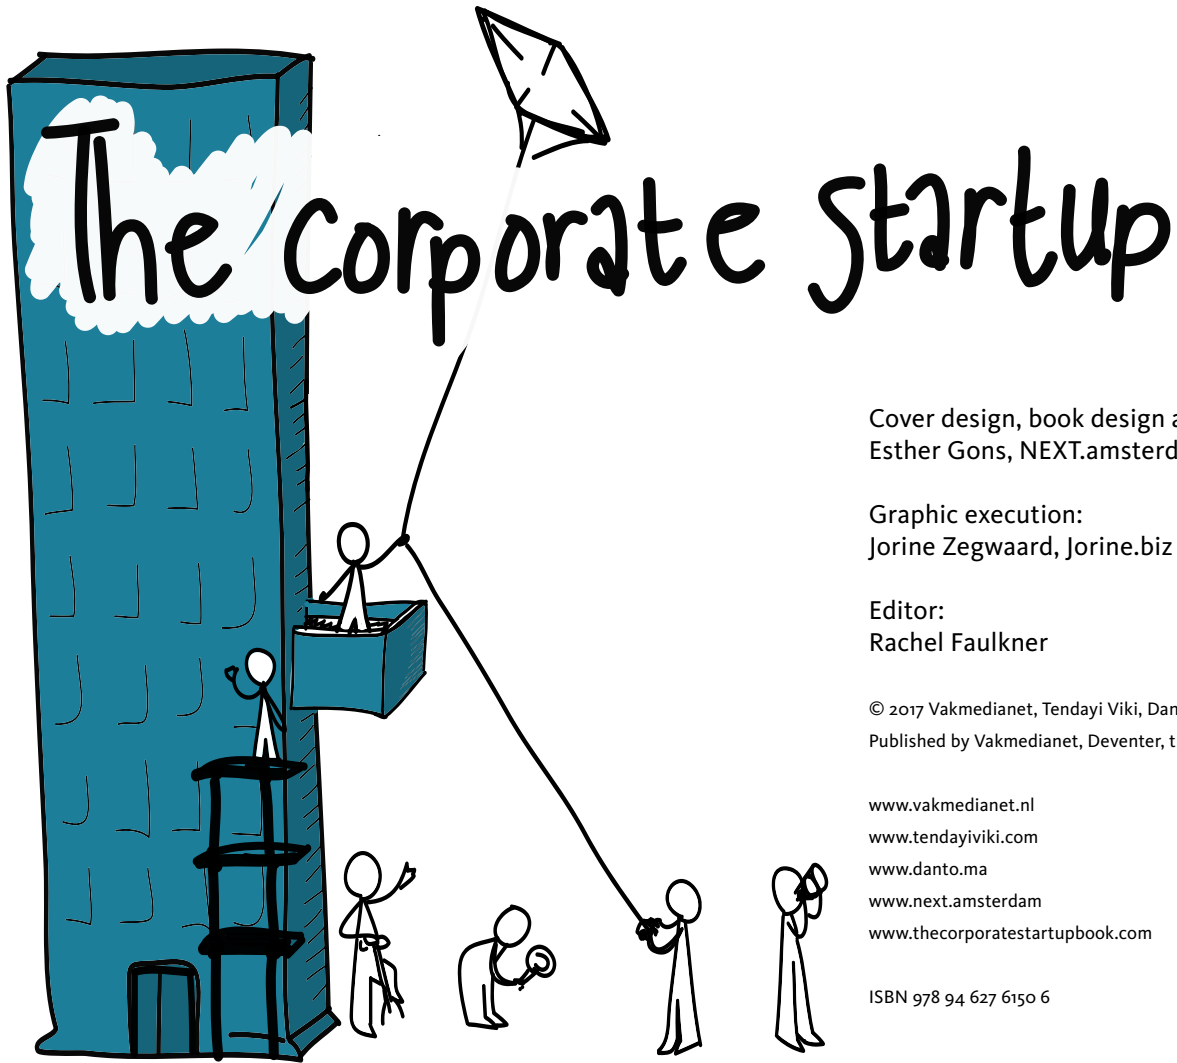 The Corporate Startup
Cover design, book design
Esther Gons, NEXT.amsterd
Graphic execution:
Jorine Zegwaard, Jorine.biz
Editor:
Rachel Faulkner
© 2017 Vakmedianet, Tendayi Viki, Dan
Published by Vakmedianet, Deventer, t
www.vakmedianet.nl
www.tendayiviki.com
www.danto.ma
www.next.amsterdam
www.thecorporatestartupbook.com
ISBN 978 94 627 6150 6